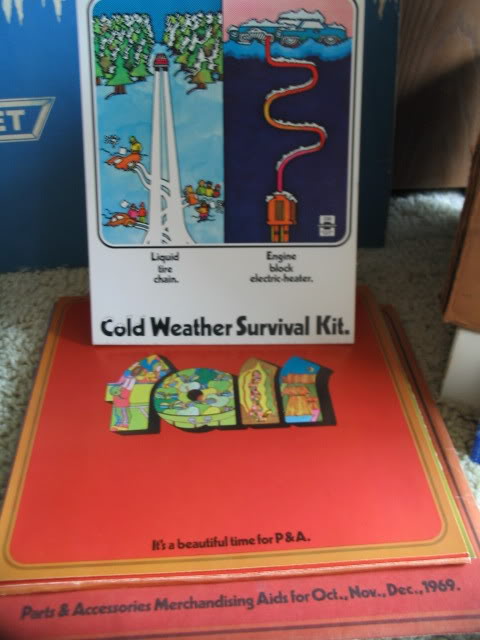 ET
Liquid
tire
chain.
Engine
block
electric-heater.
Cold Weather Survival Kit.
fall
It's a beautiful time for P & A.
Parts & Accessories Merchandising Aids for Oct., Nov., Dec., 1969.